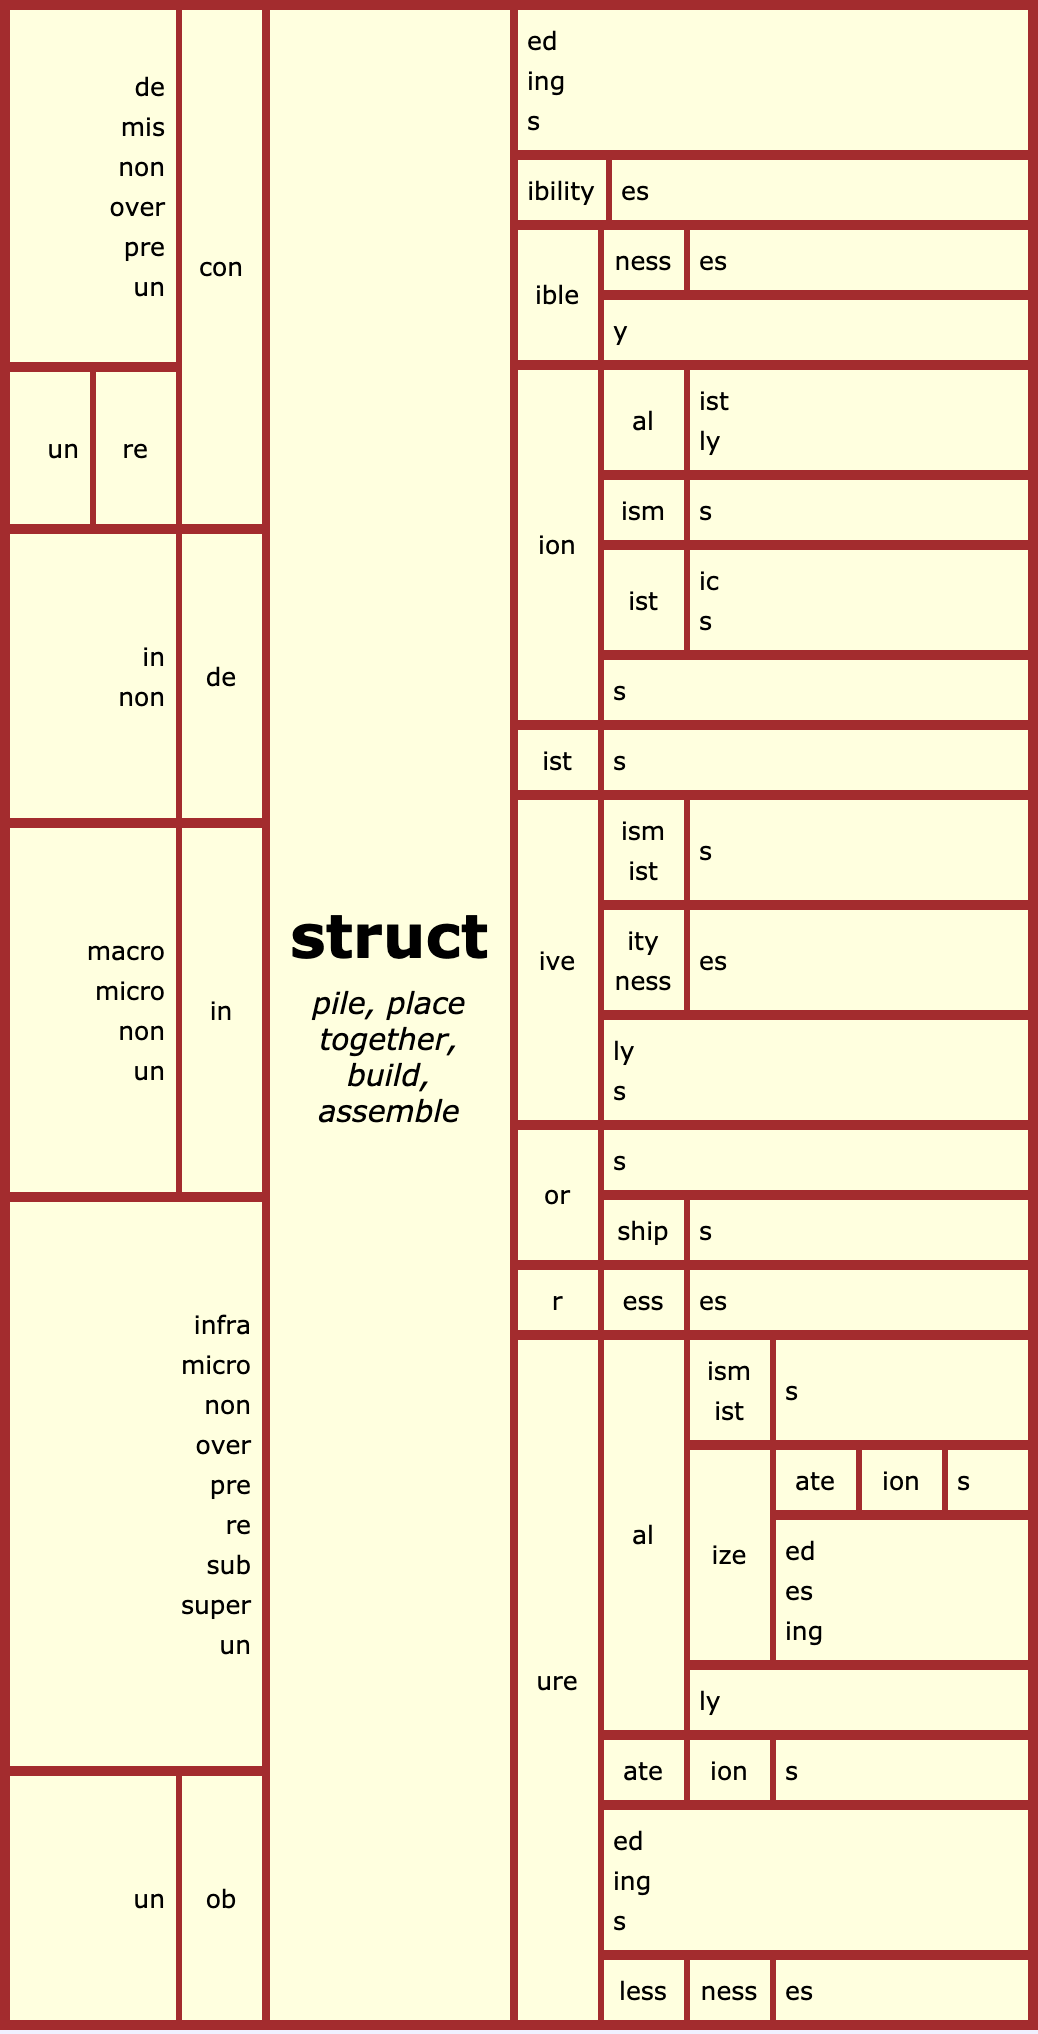 de
mis
non
over
pre
un
con
un
re
in
non
de
macro
micro
non
un
in
infra
micro
non
over
pre
re
sub
super
un
un
ob
struct
pile, place
together,
build,
assemble
ed
ing
s
ibility
es
ible
ness
es
y
ion
al
ist
ly
ism
s
ist
ic
s
s
ist
s
ive
ism
ist
s
ity
ness
es
ly
s
or
s
ship
s
r
ess
es
ure
al
ism
ist
s
ize
ate
ion
s
ed
es
ing
ly
ate
ion
s
ed
ing
s
less
ness
es